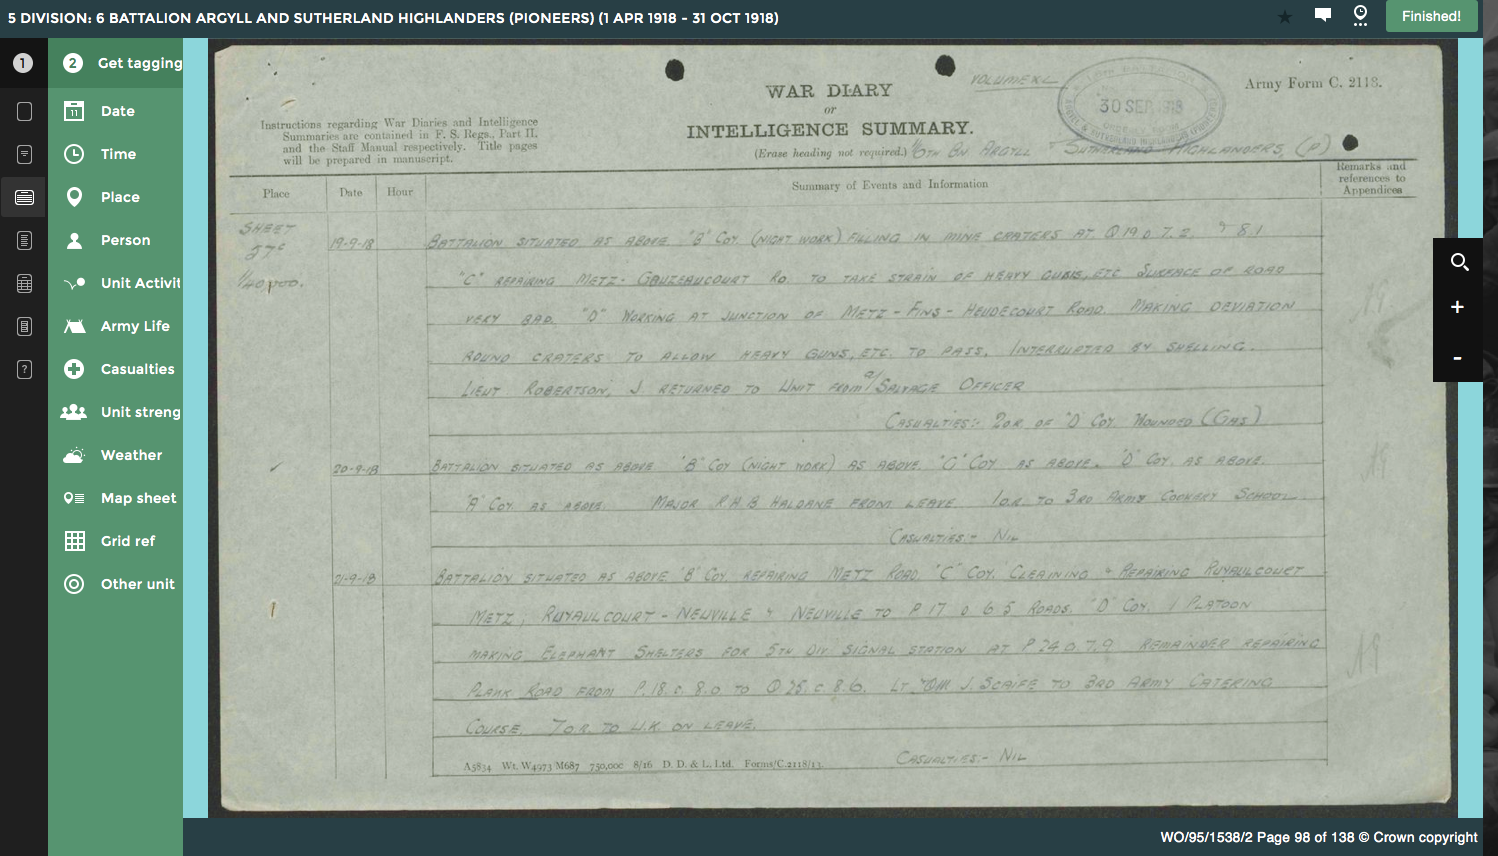 5 DIVISION: 6 BATTALION ARGYLL AND SUTHERLAND HIGHLANDERS (PIONEERS) (1 APR 1918 - 31 OCT 1918)
Finished!
1
2 Get tagging
11 Date
Time
Place
Person
Unit Activit
Army Life
Casualties
Unit streng
Weather
Map sheet
Grid ref
Other unit
?
+
-
VOLUME
30 SEP 1918
Army Form C. 2118.
WAR DIARY
or
INTELLIGENCE SUMMARY.
(Erase heading not required.)
Instructions regarding War Diaries and Intelligence
Summaries are contained in F. S. Regs., Part II.
and the Staff Manual respectively. Title pages
will be prepared in manuscript.
6TH BN. ARGYLL & SUTHERLAND HIGHLANDERS, (P)
Place
Date
Hour
Summary of Events and Information
Remarks and
references to
Appendices
SHEET
57C
1/40,000.
19-9-18
BATTALION SITUATED AS ABOVE. "B" COY (NIGHT WORK) FILLING IN MINE CRATERS AT Q 19 D 7.2. & 8.1
"C" REPAIRING METZ - GOUZEAUCOURT RD. TO TAKE STRAIN OF HEAVY GUNS, ETC SURFACE OF ROAD
VERY BAD. "D" WORKING AT JUNCTION OF METZ - FINS - HEUDECOURT ROAD. MAKING DEVIATION
ROUND CRATERS TO ALLOW HEAVY GUNS, ETC. TO PASS, INTERRUPTED BY SHELLING.
LIEUT ROBERTSON, J RETURNED TO UNIT FROM A/SALVAGE OFFICER
CASUALTIES:- 2 O.R. OF "D" COY. WOUNDED (GAS)
20-9-18
BATTALION SITUATED AS ABOVE "B" COY (NIGHT WORK) AS ABOVE. "C" COY AS ABOVE. "D" COY. AS ABOVE.
"A" COY AS ABOVE. MAJOR R.H.B HALDANE FROM LEAVE. 1 O.R. TO 3RD ARMY COOKERY SCHOOL
CASUALTIES:- NIL
21-9-18
BATTALION SITUATED AS ABOVE "B" COY. REPAIRING METZ ROAD. "C" COY. CLEANING & REPAIRING RUYAULCOURT
METZ; RUYAULCOURT - NEUVILLE & NEUVILLE TO P 17 D 6 5 ROADS. "D" COY. 1 PLATOON
MAKING ELEPHANT SHELTERS FOR 5TH DIV SIGNAL STATION AT P 24 D. 7.9 REMAINDER REPAIRING
PLANK ROAD FROM P.18.C. 8.0 TO Q 25. C. 8.6. LT. J. SCAIFE TO 3RD ARMY CATERING
COURSE. 7 O.R. TO U.K. ON LEAVE.
CASUALTIES:- NIL
A5834 Wt. W4973 M687 750,000 8/16 D. D. & L. Ltd. Forms/C.2118/13.
WO/95/1538/2 Page 98 of 138 © Crown copyright